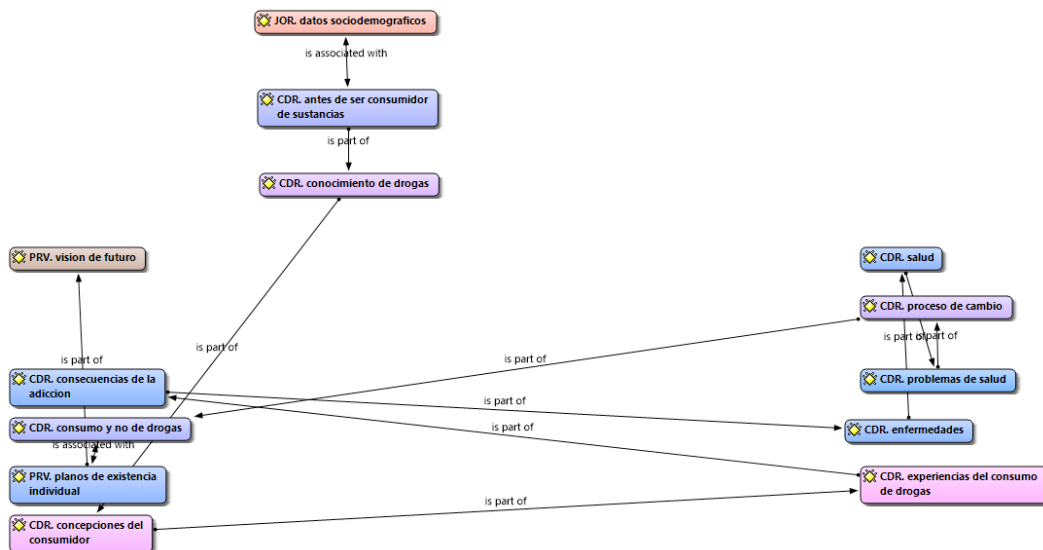 JOR. datos sociodemograficos
is associated with
CDR. antes de ser consumidor
de sustancias
is part of
CDR. conocimiento de drogas
PRV. vision de futuro
CDR. salud
CDR. proceso de cambio
is part of
is part of
is part of
is part of
is part of
CDR. consecuencias de la
adiccion
CDR. problemas de salud
is part of
CDR. consumo y no de drogas
is part of
CDR. enfermedades
is associated with
PRV. planos de existencia
individual
CDR. experiencias del consumo
de drogas
is part of
CDR. concepciones del
consumidor